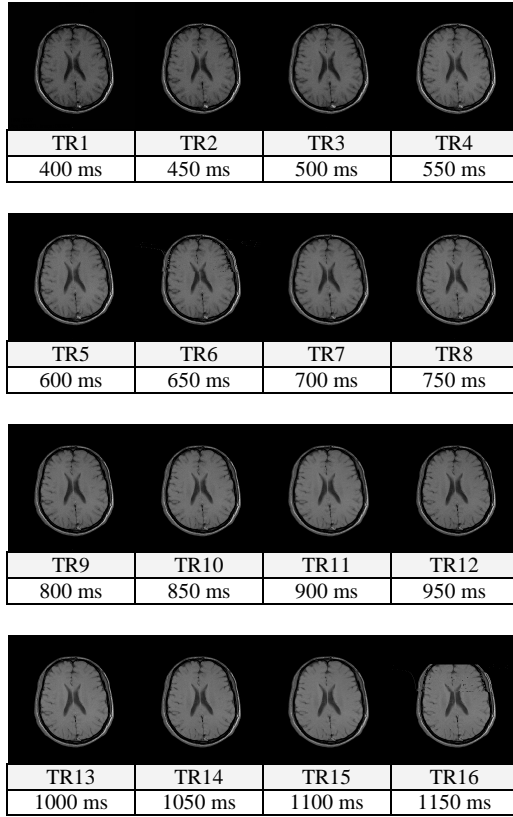 TR1 TR2 TR3 TR4
400 ms 450 ms 500 ms 550 ms
TR5 TR6 TR7 TR8
600 ms 650 ms 700 ms 750 ms
TR9 TR10 TR11 TR12
800 ms 850 ms 900 ms 950 ms
TR13 TR14 TR15 TR16
1000 ms 1050 ms 1100 ms 1150 ms